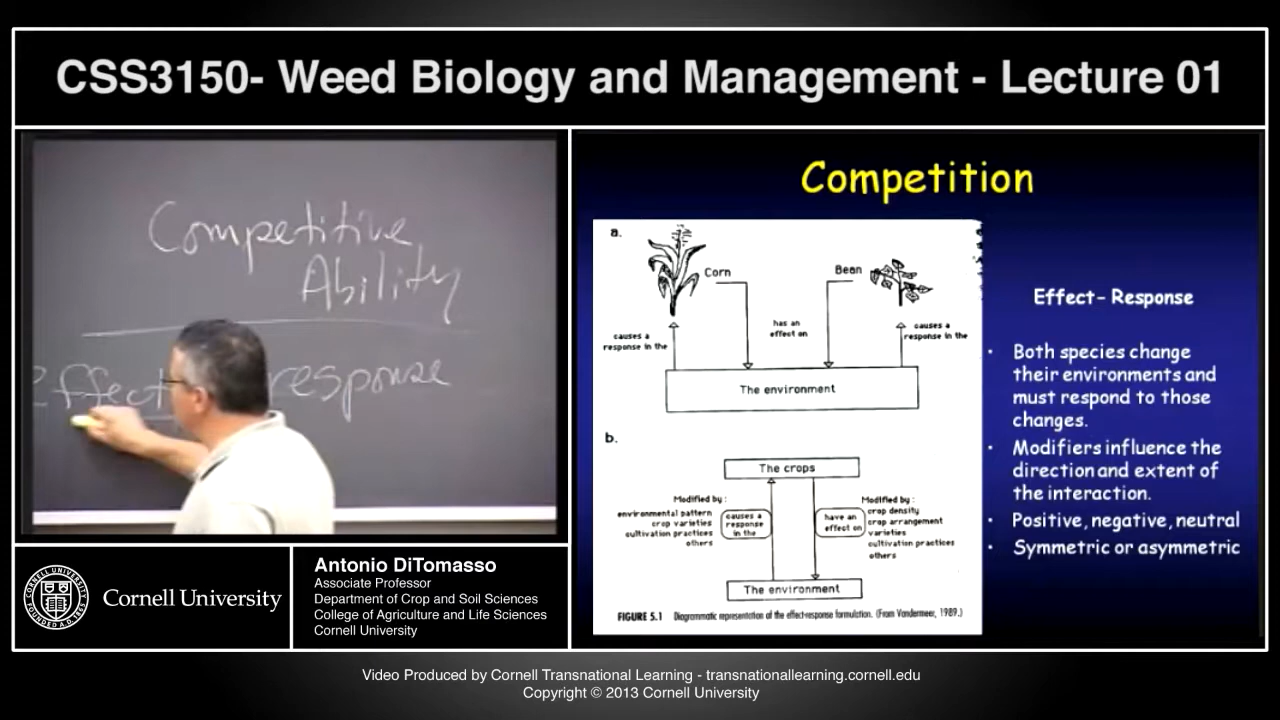 CSS3150- Weed Biology and Management - Lecture 01
Competitive
Ability
Effect response
Cornell University
Antonio DiTomasso
Associate Professor
Department of Crop and Soil Sciences
College of Agriculture and Life Sciences
Cornell University
Competition
a.
Corn
Bean
has an
effect on
causes a
response in the
causes a
response in the
The environment
b.
The crops
Modified by :
environmental pattern
crop varieties
cultivation practices
others
causes a
response
in the
have an
effect on
Modified by :
crop density
crop arrangement
varieties
cultivation practices
others
The environment
FIGURE 5.1 Diagrammatic representation of the effect-response formulation. (From Vandermeer, 1989.)
Effect- Response
• Both species change
their environments and
must respond to those
changes.
• Modifiers influence the
direction and extent of
the interaction.
• Positive, negative, neutral
• Symmetric or asymmetric
Video Produced by Cornell Transnational Learning - transnationallearning.cornell.edu
Copyright © 2013 Cornell University